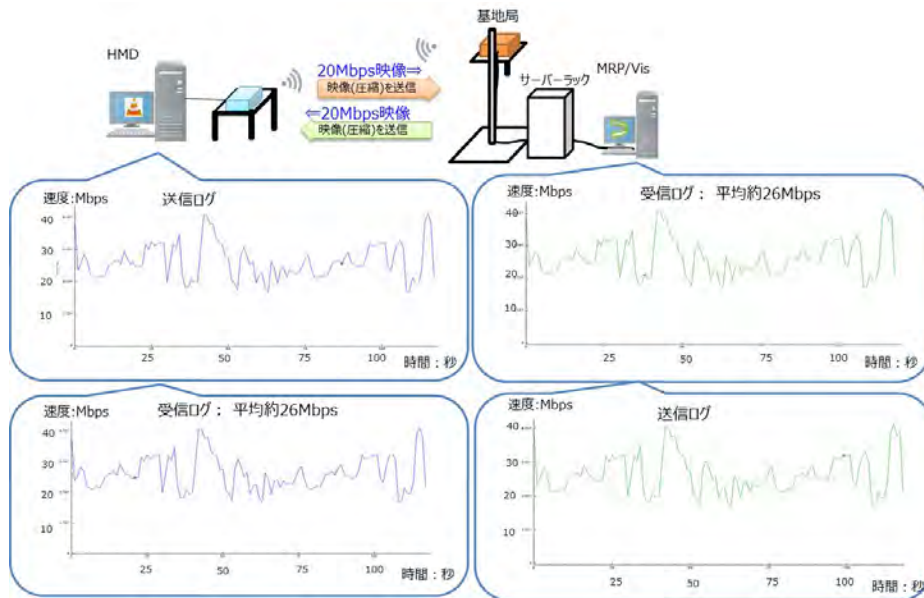 基地局
HMD
MRP/Vis
20Mbps映像⇒
映像(圧縮)を送信
サーバーラック
⇐20Mbps映像
映像(圧縮)を送信
速度:Mbps
送信ログ
40
30
20
10
25
50
75
100
時間：秒
速度:Mbps
受信ログ： 平均約26Mbps
40
30
20
10
25
50
75
100
時間：秒
速度:Mbps
受信ログ： 平均約26Mbps
40
30
20
10
25
50
75
100
時間：秒
速度:Mbps
送信ログ
40
30
20
10
25
50
75
100
時間：秒